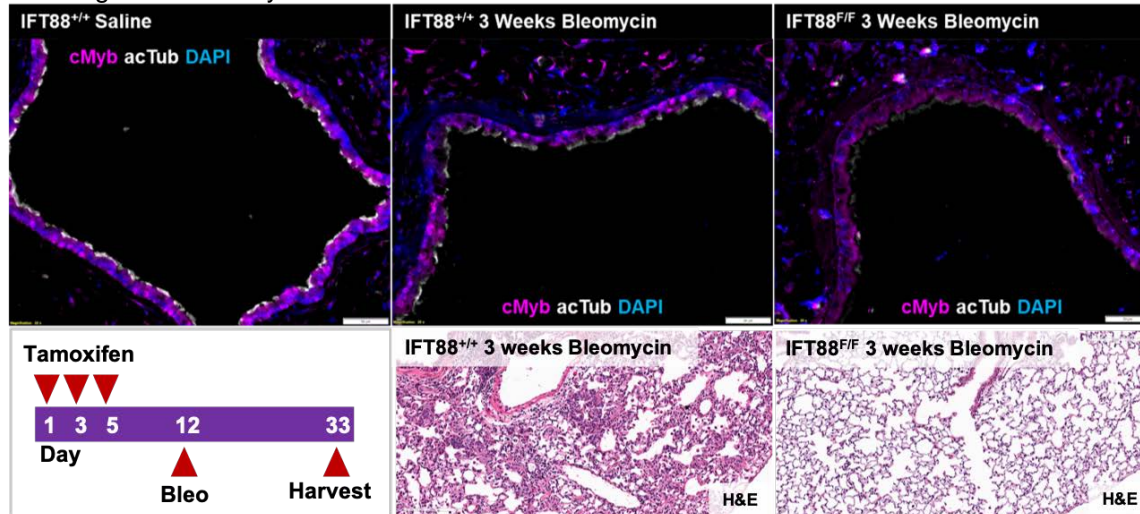 IFT88+/+ Saline
cMyb acTub DAPI
IFT88+/+ 3 Weeks Bleomycin
cMyb acTub DAPI
IFT88F/F 3 Weeks Bleomycin
cMyb acTub DAPI
Tamoxifen
1 3 5 12 33
Day
Bleo Harvest
IFT88+/+ 3 weeks Bleomycin
H&E
IFT88F/F 3 weeks Bleomycin
H&E